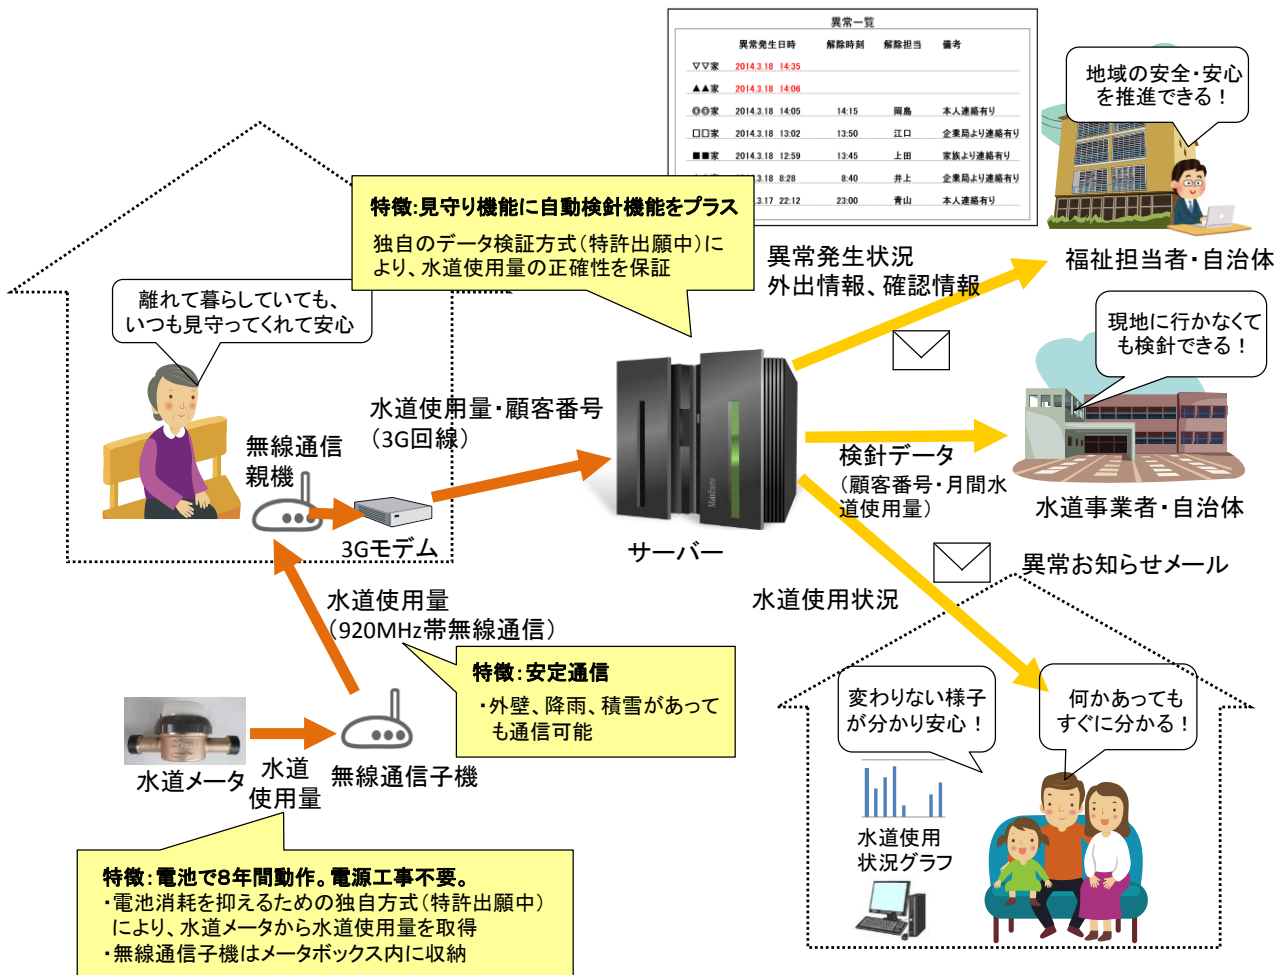 異常一覧
異常発生日時 解除時刻 解除担当 備考
▽▽家 2014.3.18 14:35
▲▲家 2014.3.18 14:06
◎◎家 2014.3.18 14:05 14:15 岡島 本人連絡有り
□□家 2014.3.18 13:02 13:50 江口 企業局より連絡有り
■■家 2014.3.18 12:59 13:45 上田 家族より連絡有り
.3.18 8:28 8:40 井上 企業局より連絡有り
.3.17 22:12 23:00 青山 本人連絡有り
地域の安全・安心
を推進できる！
福祉担当者・自治体
特徴：見守り機能に自動検針機能をプラス
独自のデータ検証方式（特許出願中）に
より、水道使用量の正確性を保証
異常発生状況
外出情報、確認情報
離れて暮らしていても、
いつも見守ってくれて安心
現地に行かなくて
も検針できる！
水道使用量・顧客番号
（3G回線）
無線通信
親機
3Gモデム
Mainframe
サーバー
検針データ
（顧客番号・月間水
道使用量）
水道事業者・自治体
異常お知らせメール
水道使用状況
水道使用量
（920MHz帯無線通信）
特徴：安定通信
・外壁、降雨、積雪があって
も通信可能
水道メータ
水道
使用量
無線通信子機
変わりない様子
が分かり安心！
何かあっても
すぐに分かる！
水道使用
状況グラフ
特徴：電池で8年間動作。電源工事不要。
・電池消耗を抑えるための独自方式（特許出願中）
により、水道メータから水道使用量を取得
・無線通信子機はメータボックス内に収納